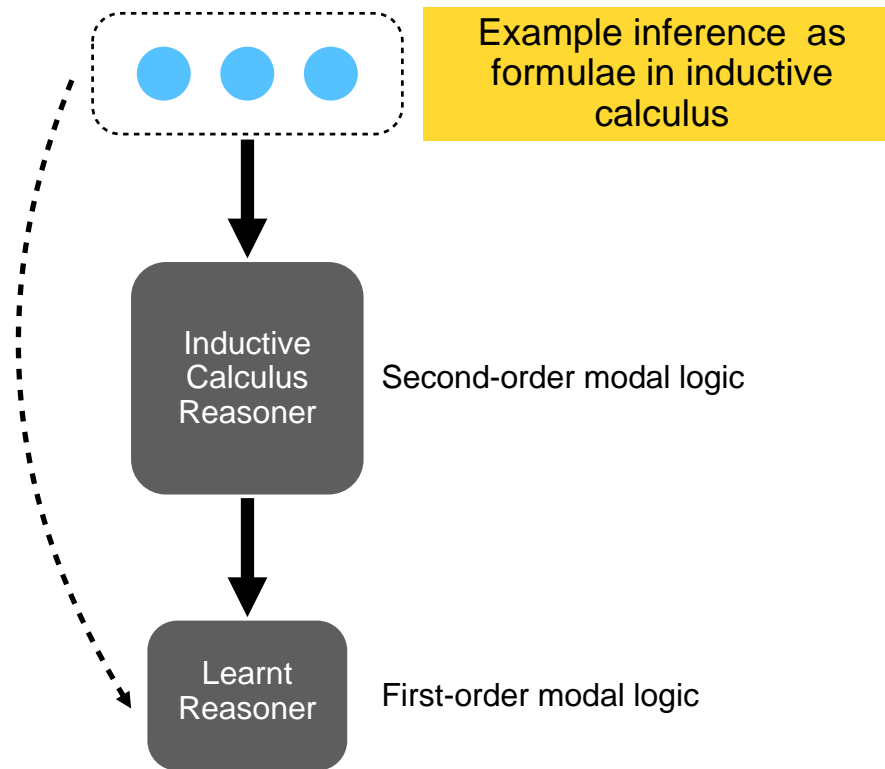 Example inference as
formulae in inductive
calculus
Inductive
Calculus
Reasoner
Second-order modal logic
Learnt
Reasoner
First-order modal logic